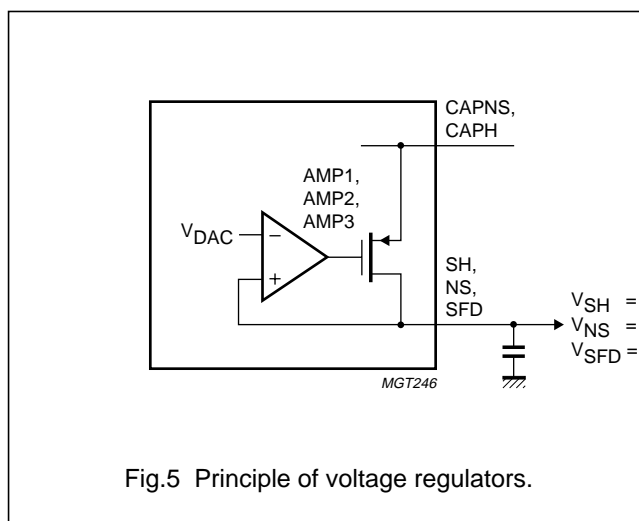 CAPNS,
CAPH
AMP1,
AMP2,
AMP3
VDAC
−
+
SH,
NS,
SFD
VSH =
VNS =
VSFD =
MGT246
Fig.5 Principle of voltage regulators.